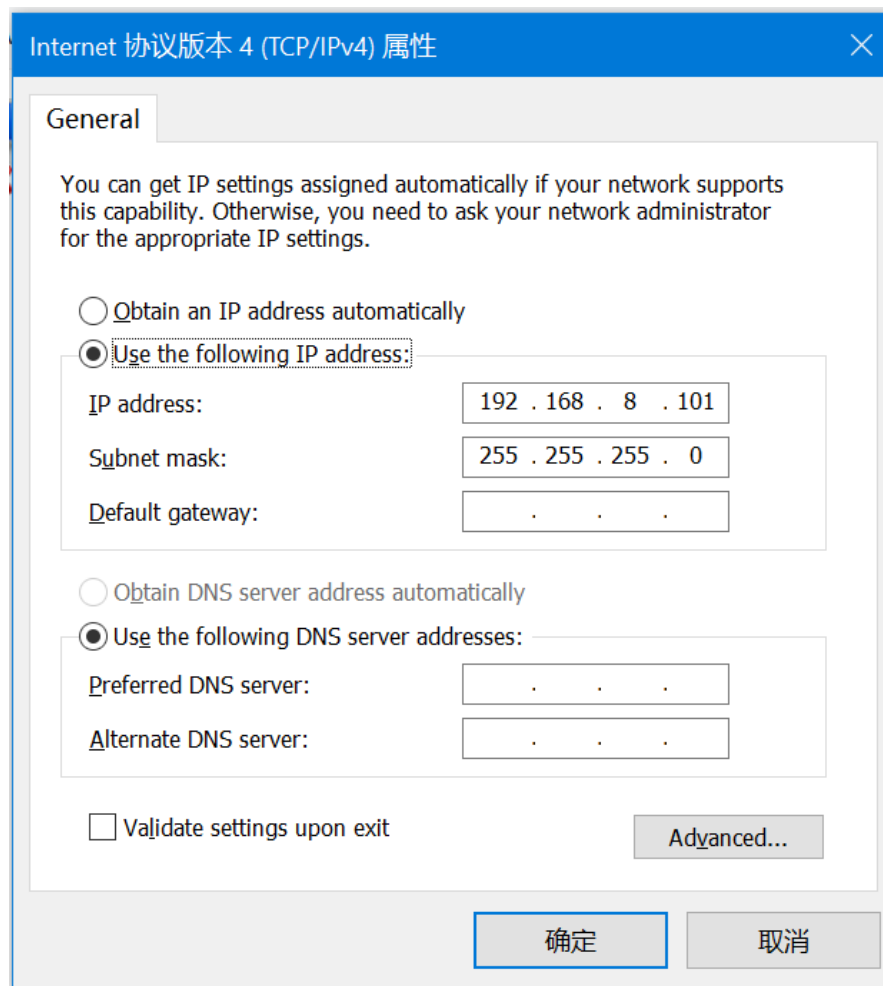 Internet 协议版本 4 (TCP/IPv4) 属性
General
You can get IP settings assigned automatically if your network supports
this capability. Otherwise, you need to ask your network administrator
for the appropriate IP settings.
Obtain an IP address automatically
Use the following IP address:
IP address: 192 . 168 . 8 . 101
Subnet mask: 255 . 255 . 255 . 0
Default gateway: . . .
Obtain DNS server address automatically
Use the following DNS server addresses:
Preferred DNS server: . . .
Alternate DNS server: . . .
Validate settings upon exit
Advanced...
确定 取消